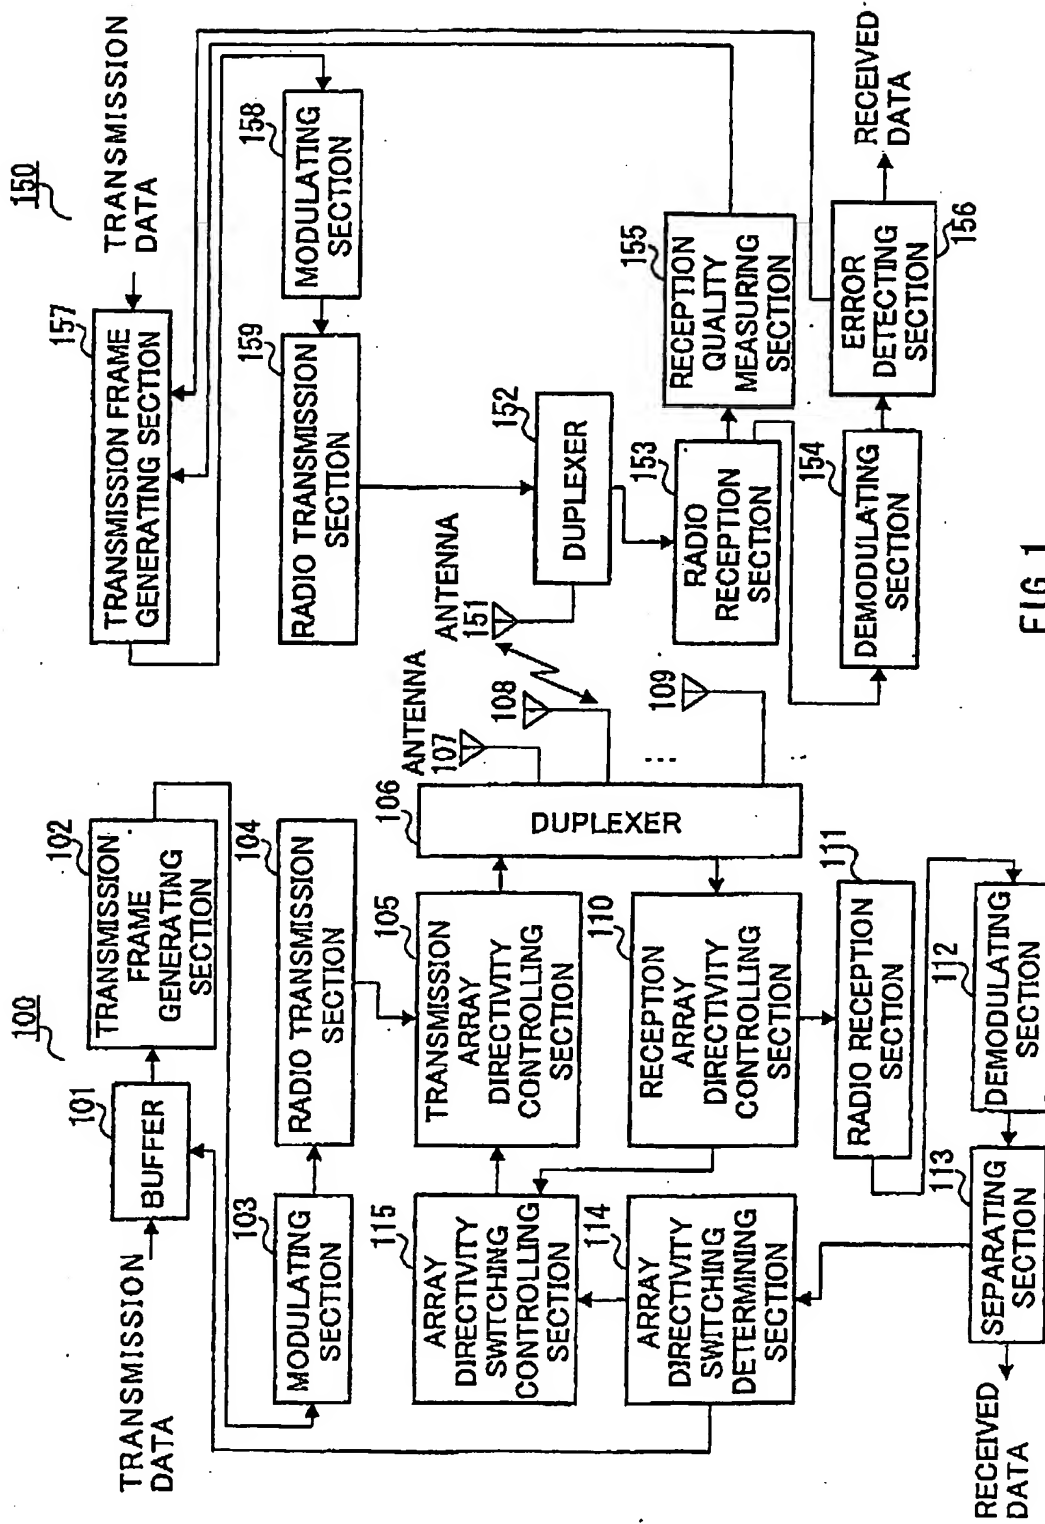 100
TRANSMISSION
DATA
101
BUFFER
102
TRANSMISSION
FRAME
GENERATING
SECTION
103
MODULATING
SECTION
104
RADIO TRANSMISSION
SECTION
105
TRANSMISSION
ARRAY
DIRECTIVITY
CONTROLLING
SECTION
115
ARRAY
DIRECTIVITY
SWITCHING
CONTROLLING
SECTION
106
DUPLEXER
ANTENNA
107
108
109
110
RECEPTION
ARRAY
DIRECTIVITY
CONTROLLING
SECTION
114
ARRAY
DIRECTIVITY
SWITCHING
DETERMINING
SECTION
111
RADIO RECEPTION
SECTION
112
DEMODULATING
SECTION
113
SEPARATING
SECTION
RECEIVED
DATA
150
TRANSMISSION
DATA
157
TRANSMISSION FRAME
GENERATING SECTION
158
MODULATING
SECTION
159
RADIO TRANSMISSION
SECTION
ANTENNA
151
152
DUPLEXER
153
RADIO
RECEPTION
SECTION
155
RECEPTION
QUALITY
MEASURING
SECTION
154
DEMODULATING
SECTION
ERROR
DETECTING
SECTION
156
RECEIVED
DATA
FIG.1